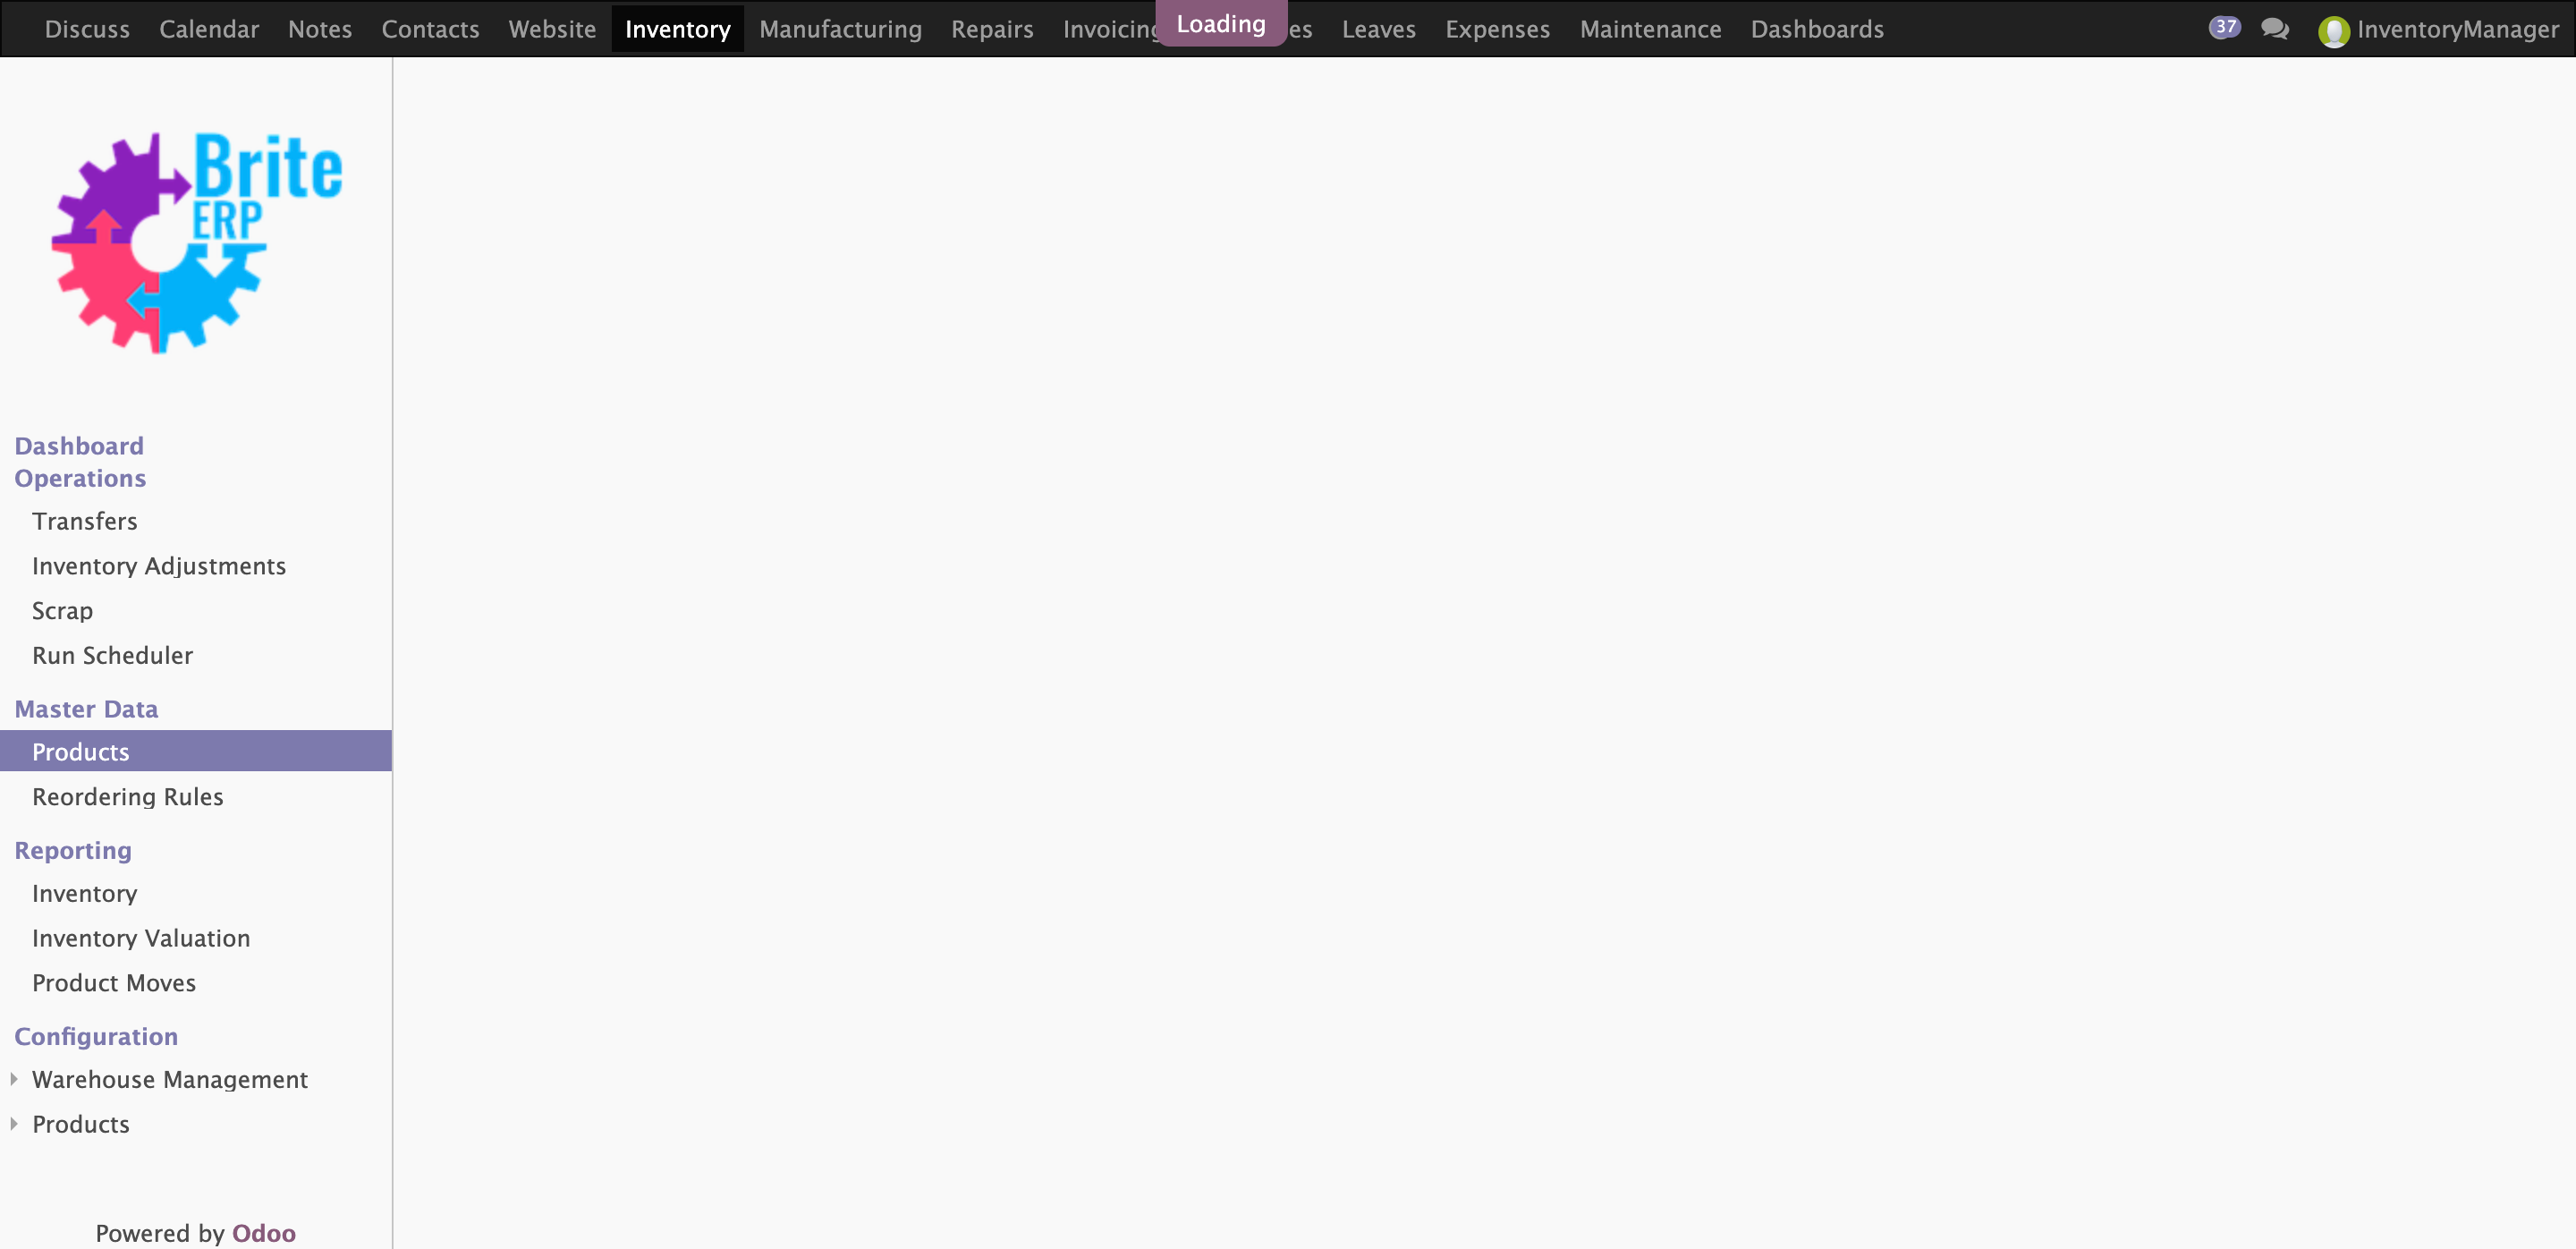 Discuss Calendar Notes Contacts Website Inventory Manufacturing Repairs Invoicing Loading es Leaves Expenses Maintenance Dashboards 37 InventoryManager
Brite
ERP
Dashboard
Operations
Transfers
Inventory Adjustments
Scrap
Run Scheduler
Master Data
Products
Reordering Rules
Reporting
Inventory
Inventory Valuation
Product Moves
Configuration
Warehouse Management
Products
Powered by Odoo